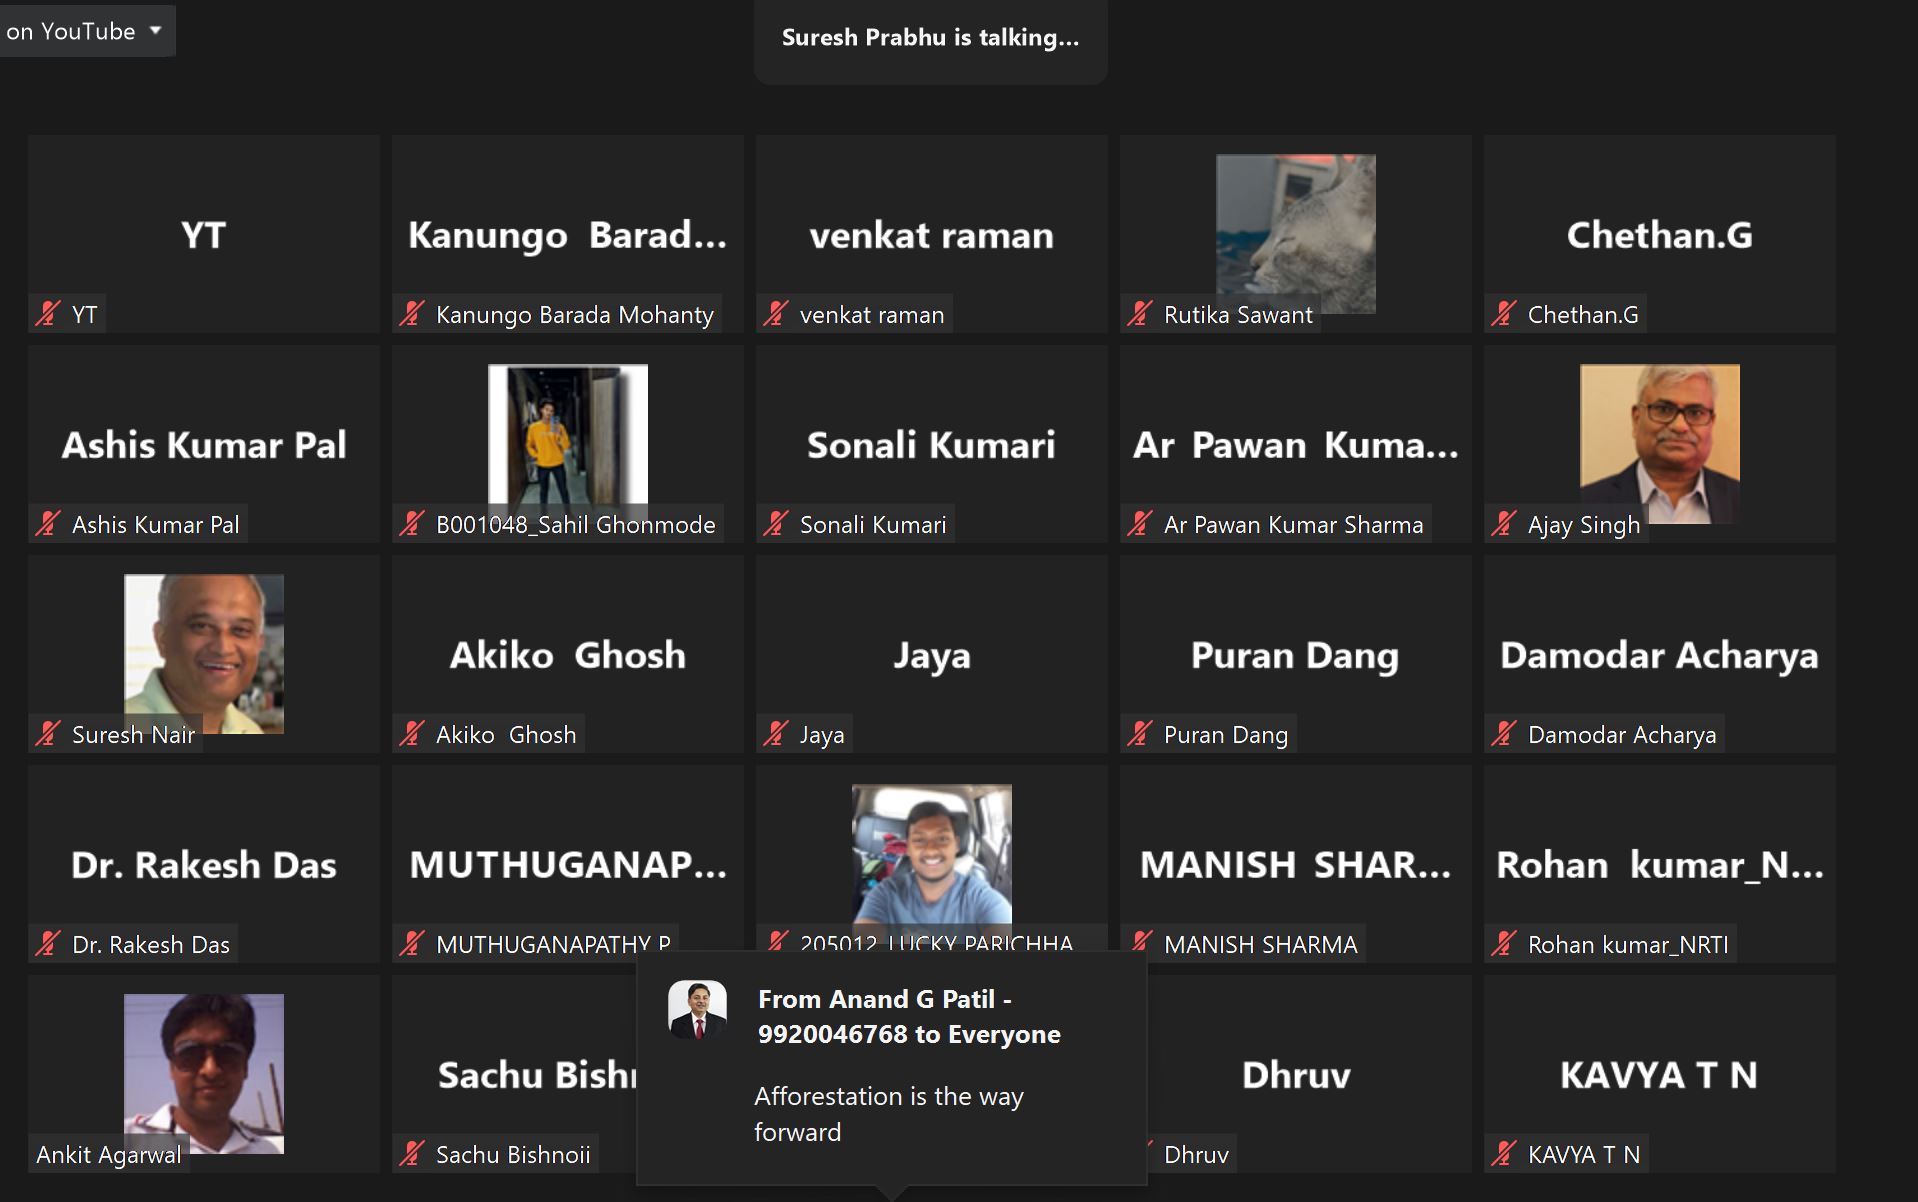 on YouTube
Suresh Prabhu is talking...
YT
YT
Kanungo Barad...
Kanungo Barada Mohanty
venkat raman
venkat raman
Rutika Sawant
Chethan.G
Chethan.G
Ashis Kumar Pal
Ashis Kumar Pal
B001048_Sahil Ghonmode
Sonali Kumari
Sonali Kumari
Ar Pawan Kuma...
Ar Pawan Kumar Sharma
Ajay Singh
Suresh Nair
Akiko Ghosh
Akiko Ghosh
Jaya
Jaya
Puran Dang
Puran Dang
Damodar Acharya
Damodar Acharya
Dr. Rakesh Das
Dr. Rakesh Das
MUTHUGANAP...
MUTHUGANAPATHY P
205012_LUCKY PARICHHA
MANISH SHAR...
MANISH SHARMA
Rohan kumar_N...
Rohan kumar_NRTI
Ankit Agarwal
Sachu Bishn
Sachu Bishnoii
From Anand G Patil -
9920046768 to Everyone
Afforestation is the way
forward
Dhruv
Dhruv
KAVYA T N
KAVYA T N